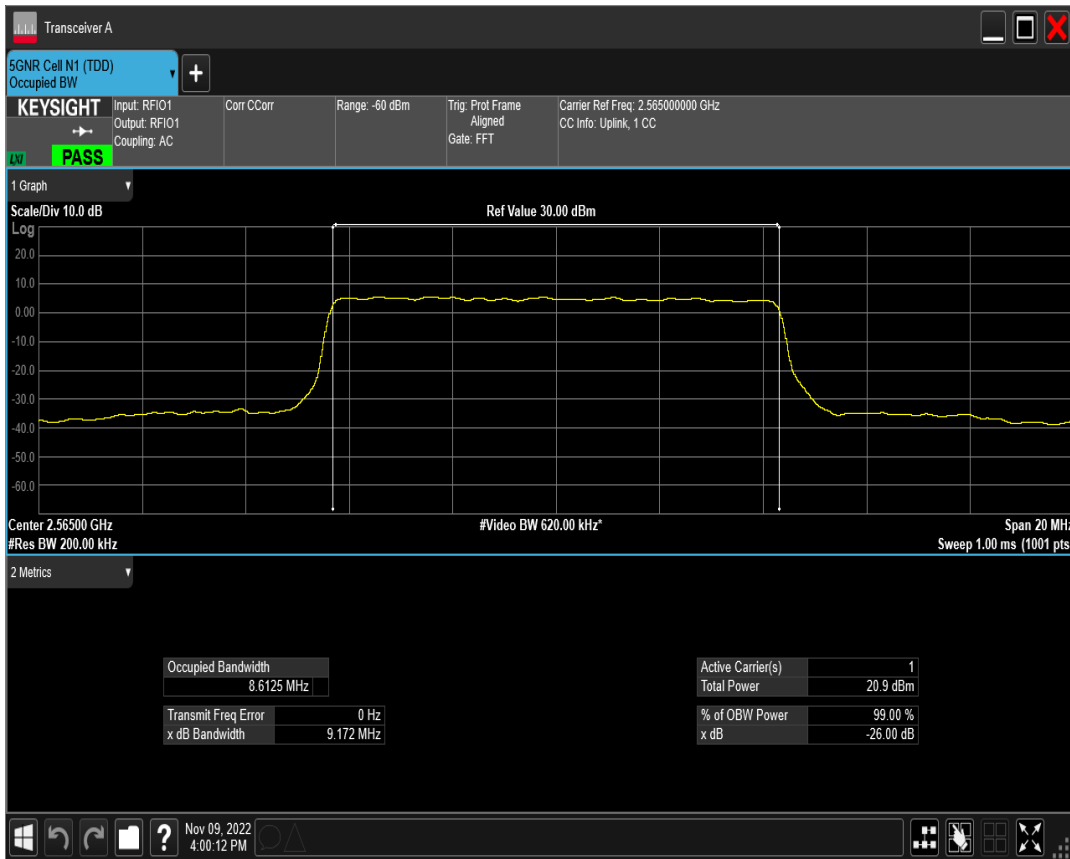 Transceiver A
5GNR Cell N1 (TDD)
Occupied BW
+
KEYSIGHT
LXI
PASS
Input: RFIO1
Output: RFIO1
Coupling: AC
Corr CCorr
Range: -60 dBm
Trig: Prot Frame
Aligned
Gate: FFT
Carrier Ref Freq: 2.565000000 GHz
CC Info: Uplink, 1 CC
1 Graph
Scale/Div 10.0 dB
Ref Value 30.00 dBm
Log
20.0
10.0
0.00
-10.0
-20.0
-30.0
-40.0
-50.0
-60.0
Center 2.56500 GHz
#Video BW 620.00 kHz*
Span 20 MHz
#Res BW 200.00 kHz
Sweep 1.00 ms (1001 pts
2 Metrics
Occupied Bandwidth
8.6125 MHz
Transmit Freq Error 0 Hz
x dB Bandwidth 9.172 MHz
Active Carrier(s) 1
Total Power 20.9 dBm
% of OBW Power 99.00 %
x dB -26.00 dB
?
Nov 09, 2022
4:00:12 PM